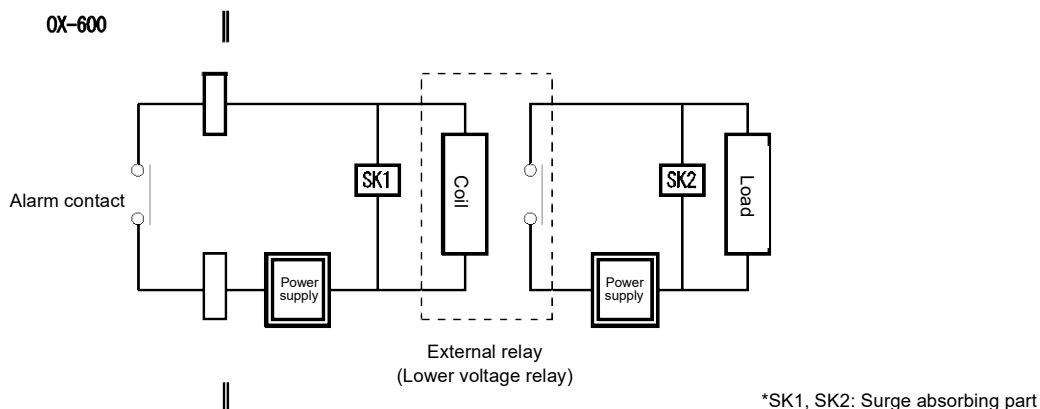 OX-600
SK1
Coil
SK2
Load
Alarm contact
Power
supply
Power
supply
External relay
(Lower voltage relay)
*SK1, SK2: Surge absorbing part